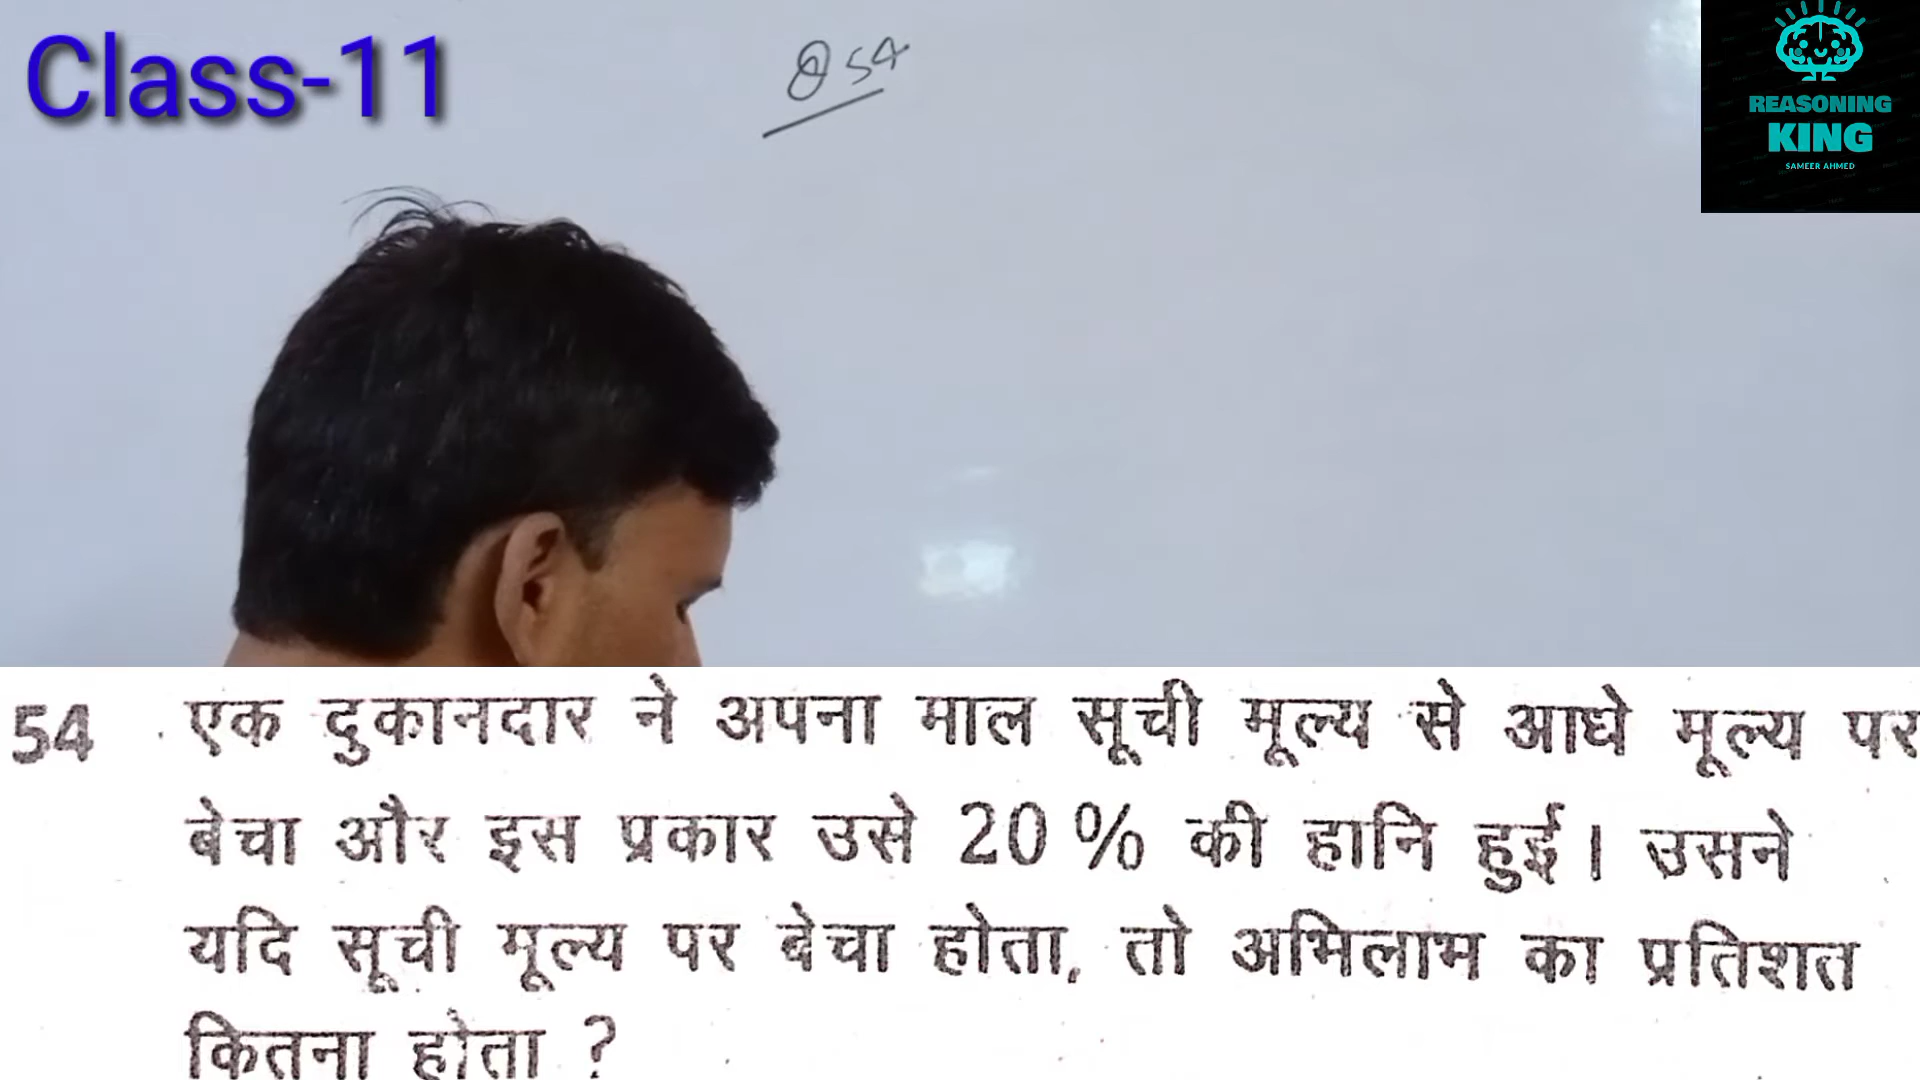 Class-11
Q 54
REASONING
KING
SAMEER AHMED
54 एक दुकानदार ने अपना माल सूची मूल्य से आधे मूल्य पर
बेचा और इस प्रकार उसे 20% की हानि हुई। उसने
यदि सूची मूल्य पर बेचा होता, तो अभिलाभ का प्रतिशत
कितना होता ?